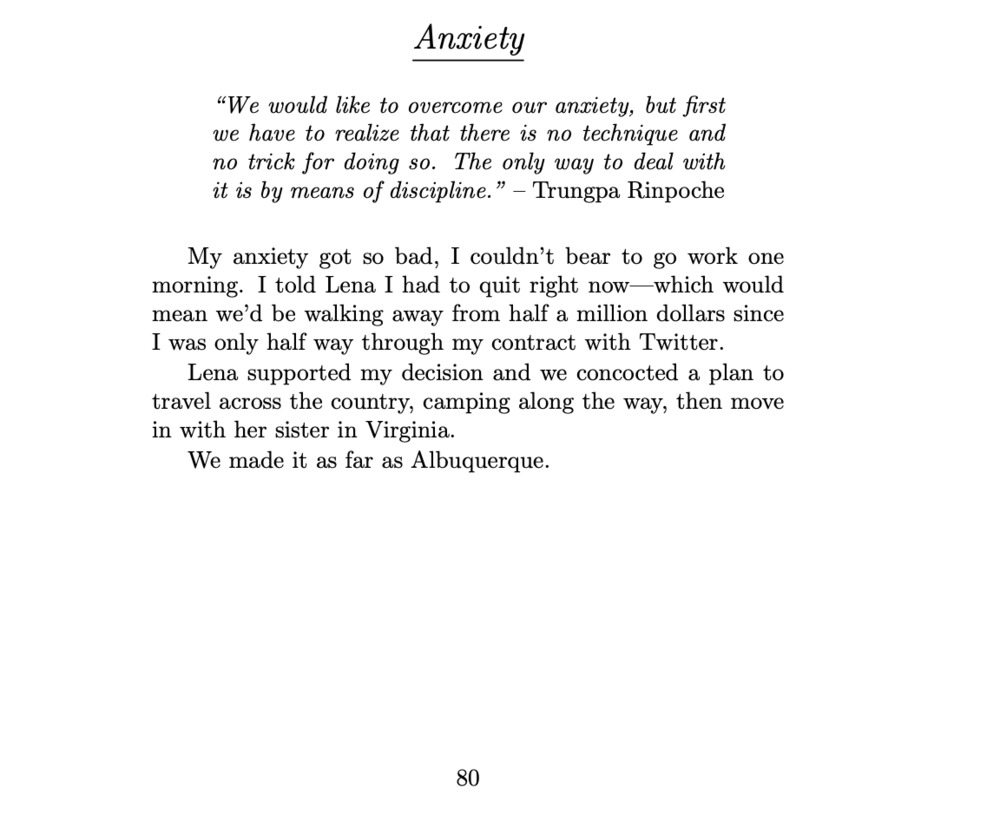 Anxiety
“We would like to overcome our anxiety, but first
we have to realize that there is no technique and
no trick for doing so. The only way to deal with
it is by means of discipline.” – Trungpa Rinpoche
My anxiety got so bad, I couldn’t bear to go work one
morning. I told Lena I had to quit right now—which would
mean we’d be walking away from half a million dollars since
I was only half way through my contract with Twitter.
Lena supported my decision and we concocted a plan to
travel across the country, camping along the way, then move
in with her sister in Virginia.
We made it as far as Albuquerque.
80